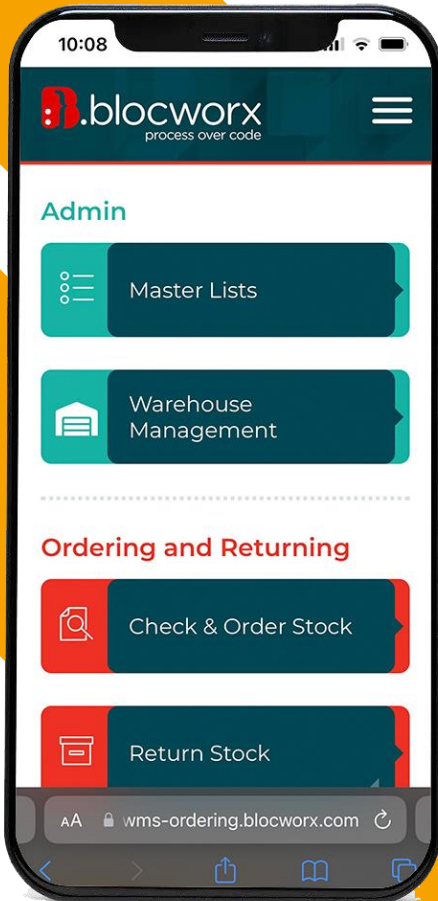 10:08
.blocworx
process over code
Admin
Master Lists
Warehouse
Management
Ordering and Returning
Check & Order Stock
Return Stock
AA wms-ordering.blocworx.com